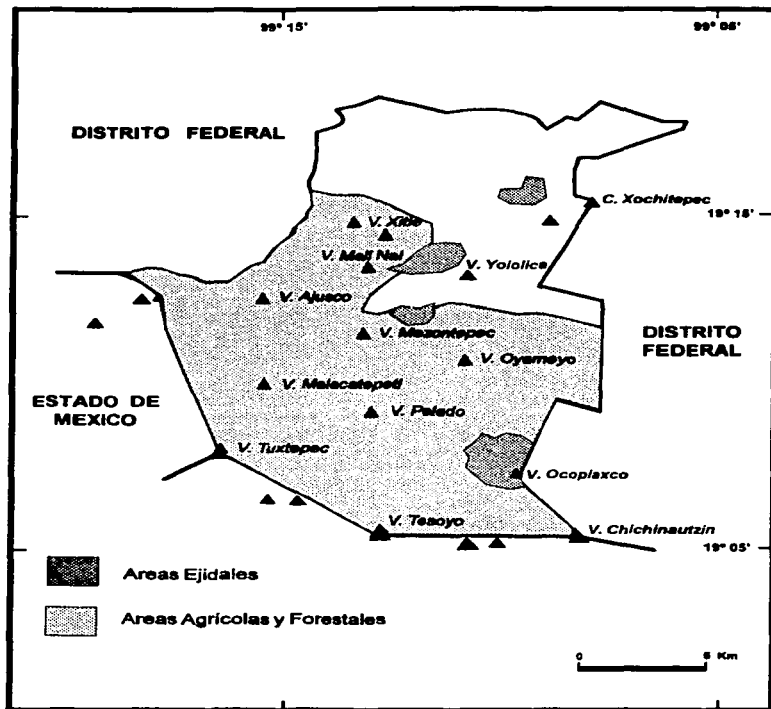 99° 15'
99° 05'
DISTRITO FEDERAL
C. Xochitepec
19° 15'
V. Xitle
V. Mali Nal
V. Yololica
V. Ajusco
V. Mezontepec
DISTRITO
FEDERAL
V. Oyameyo
V. Malacatepetl
ESTADO DE
MEXICO
V. Pelado
V. Tuxtepec
V. Ocoplaxco
V. Tesoyo
V. Chichinautzin
19° 05'
Areas Ejidales
Areas Agrícolas y Forestales
0
5 Km